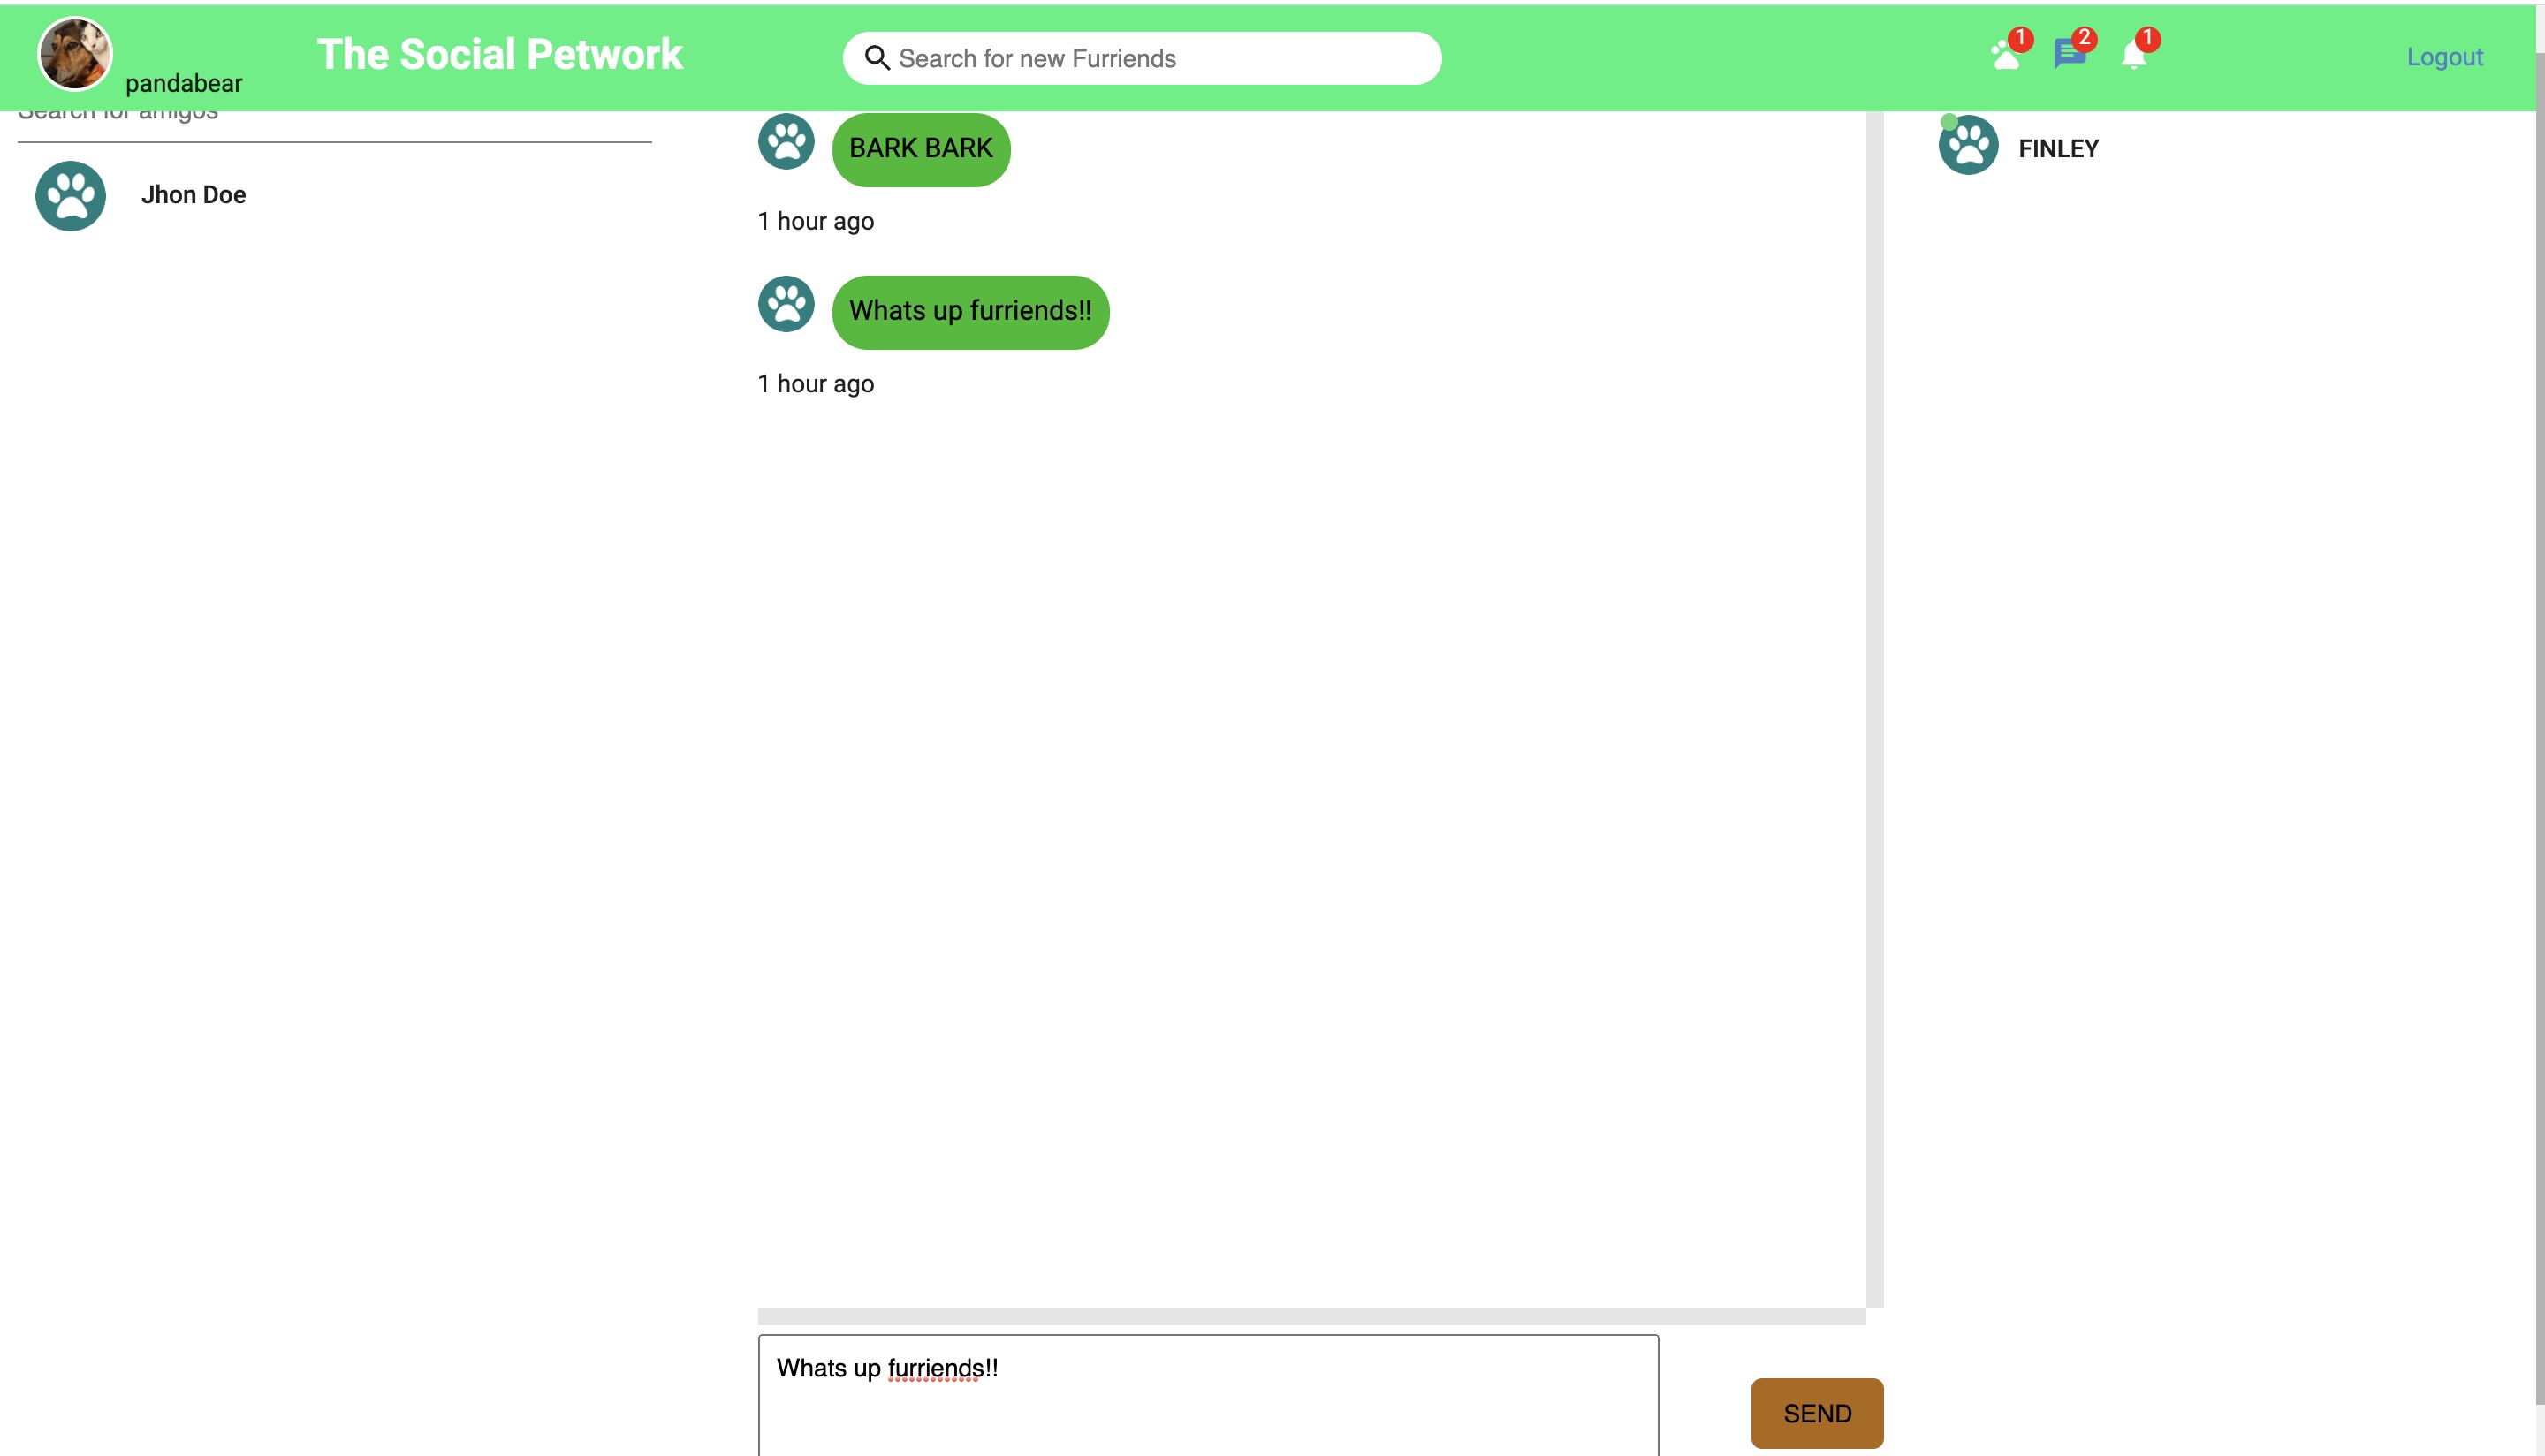 pandabear
The Social Petwork
Search for new Furriends
1
2
1
Logout
Search for amigos
Jhon Doe
BARK BARK
1 hour ago
Whats up furriends!!
1 hour ago
FINLEY
Whats up furriends!!
SEND